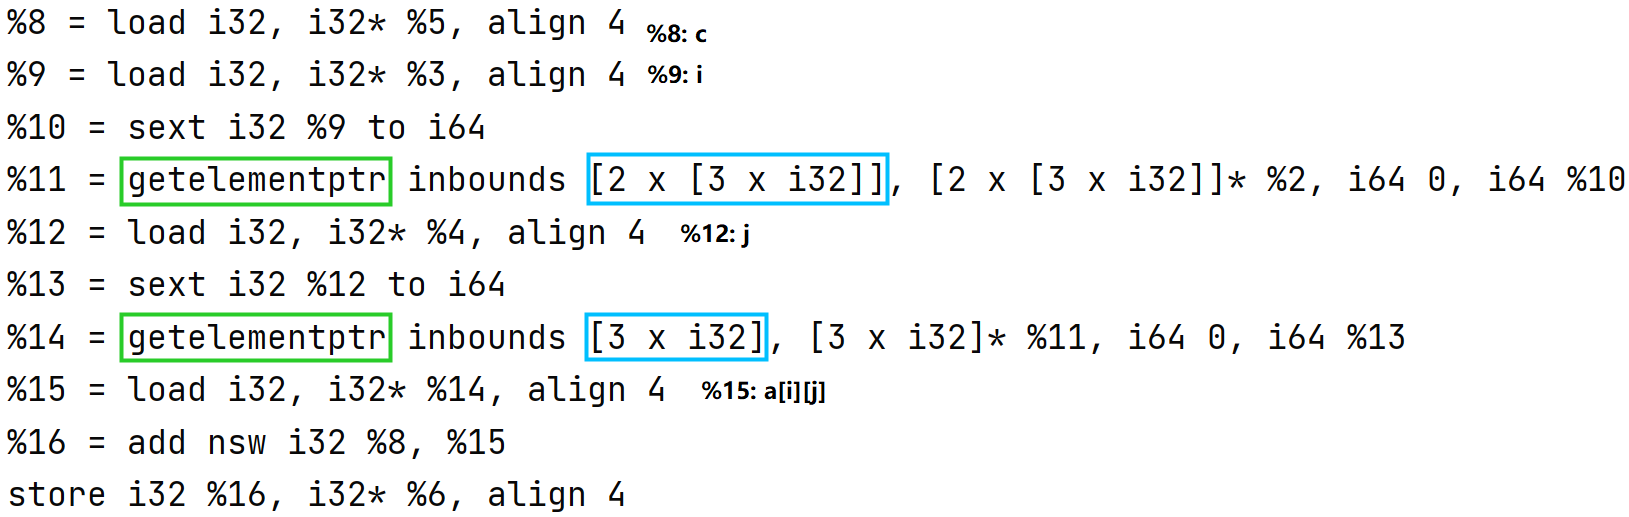 %8 = load i32, i32* %5, align 4 %8: c
%9 = load i32, i32* %3, align 4 %9: i
%10 = sext i32 %9 to i64
%11 = getelementptr inbounds [2 x [3 x i32]], [2 x [3 x i32]]* %2, i64 0, i64 %10
%12 = load i32, i32* %4, align 4 %12: j
%13 = sext i32 %12 to i64
%14 = getelementptr inbounds [3 x i32], [3 x i32]* %11, i64 0, i64 %13
%15 = load i32, i32* %14, align 4 %15: a[i][j]
%16 = add nsw i32 %8, %15
store i32 %16, i32* %6, align 4